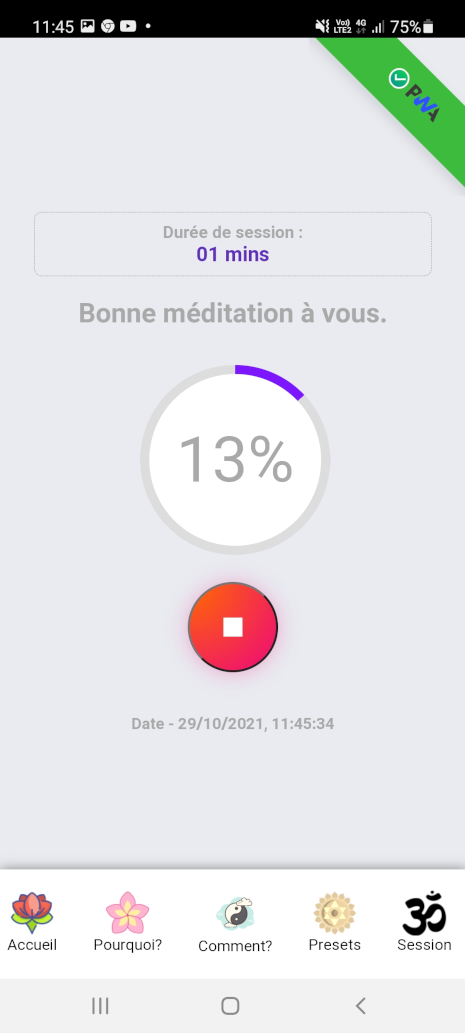 11:45
Vo)) 4G
LTE2
75%
PWA
Durée de session :
01 mins
Bonne méditation à vous.
13%
Date - 29/10/2021, 11:45:34
Accueil Pourquoi? Comment? Presets Session